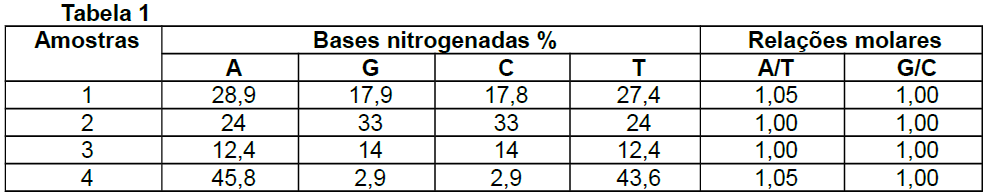 Tabela 1
Amostras Bases nitrogenadas % Relações molares
A G C T A/T G/C
1 28,9 17,9 17,8 27,4 1,05 1,00
2 24 33 33 24 1,00 1,00
3 12,4 14 14 12,4 1,00 1,00
4 45,8 2,9 2,9 43,6 1,05 1,00